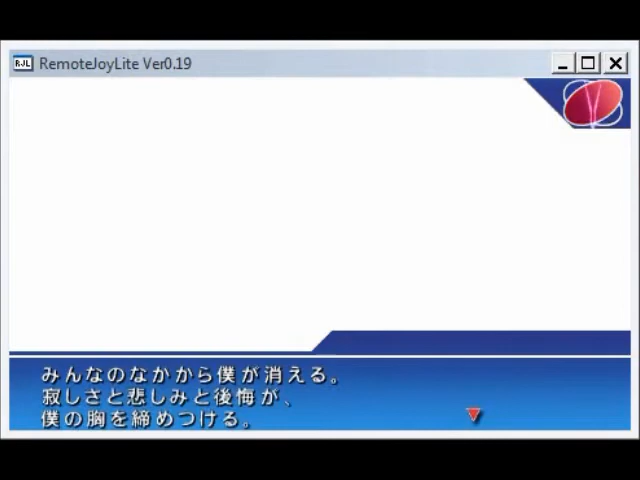 RJL RemoteJoyLite Ver0.19
みんなのなかから僕が消える。
寂しさと悲しみと後悔が、
僕の胸を締めつける。